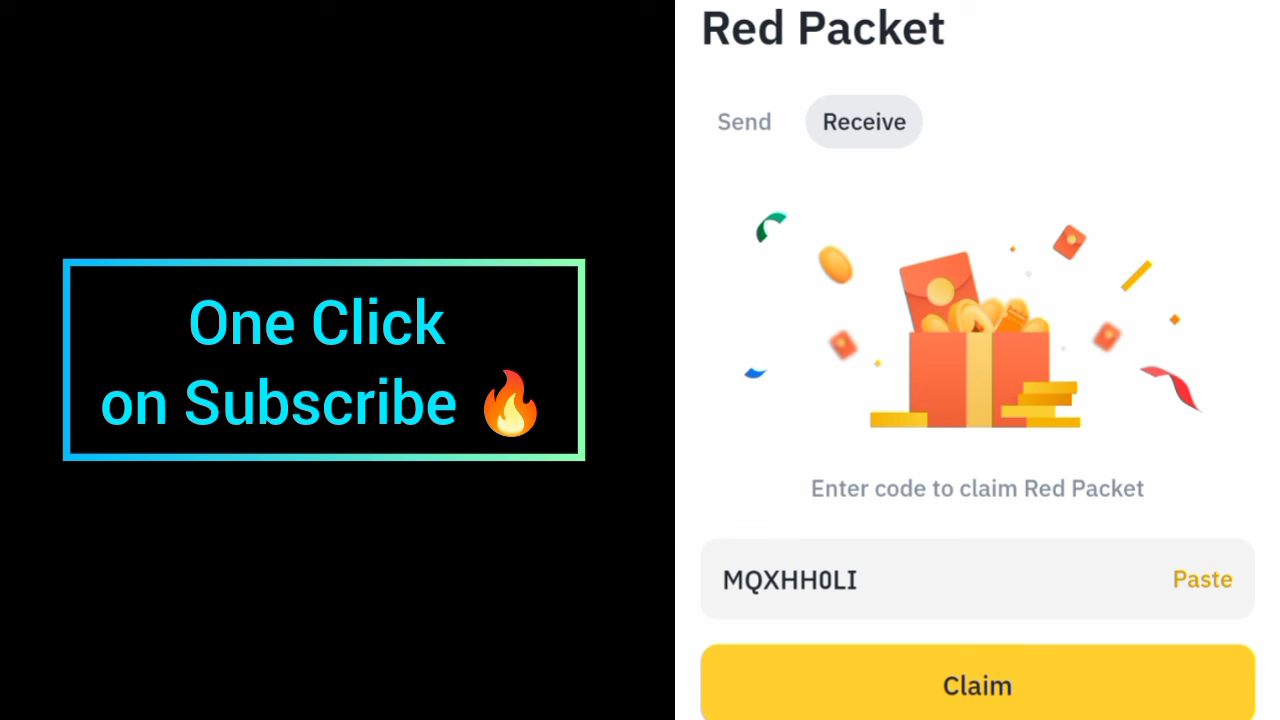 One Click
on Subscribe 🔥
Red Packet
Send Receive
Enter code to claim Red Packet
MQXHH0LI Paste
Claim